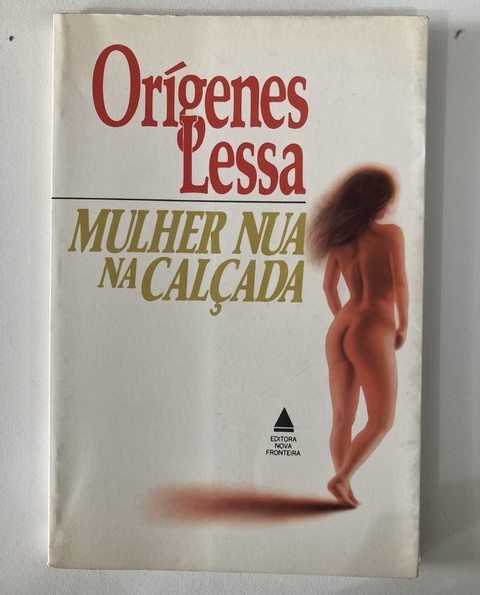 Orígenes
Lessa
MULHER NUA
NA CALÇADA
EDITORA
NOVA
FRONTEIRA